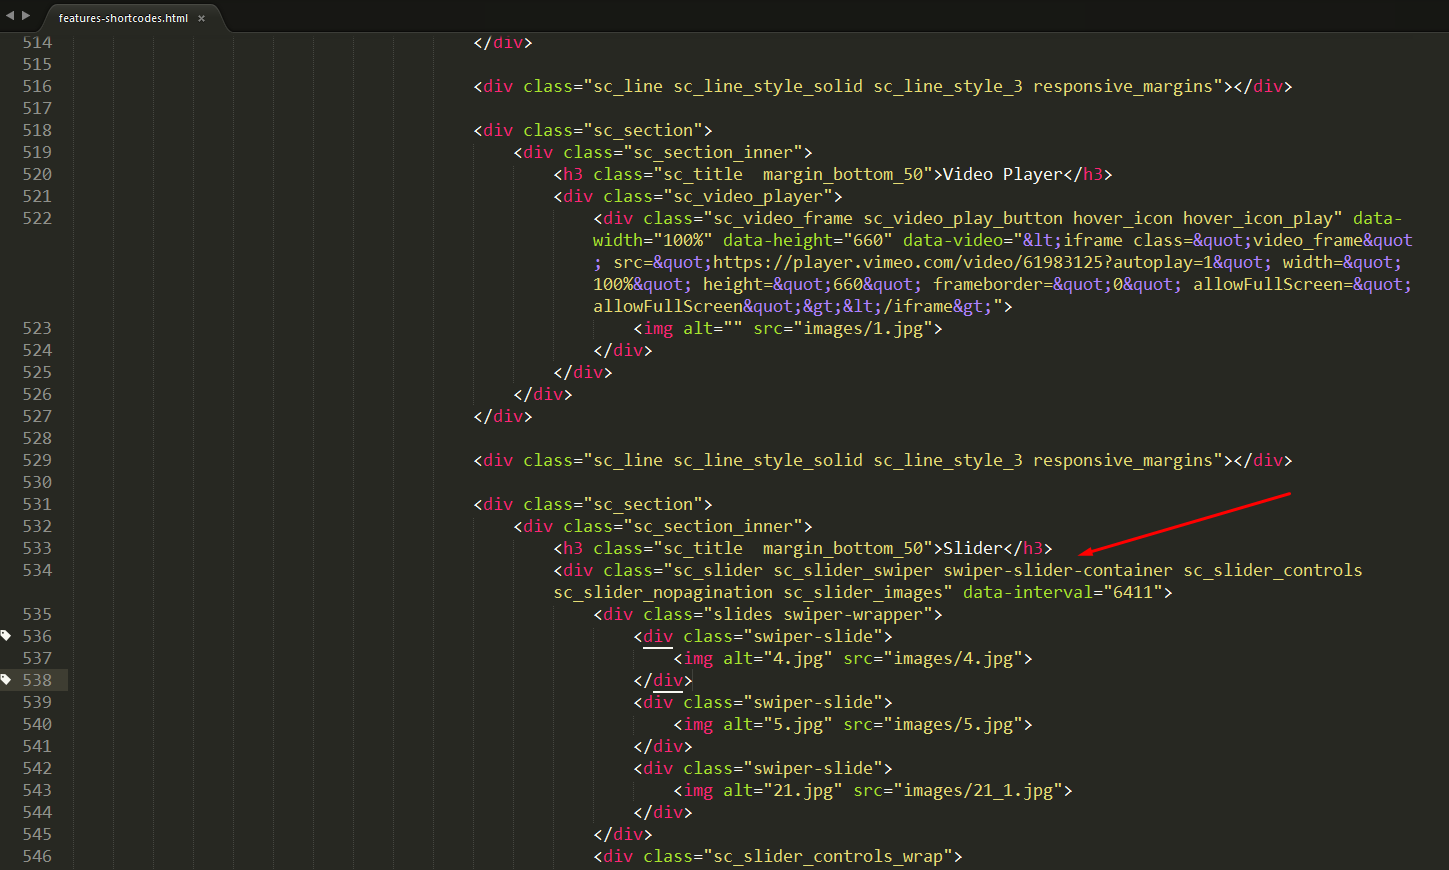 features-shortcodes.html ×
514 </div>
515
516 <div class="sc_line sc_line_style_solid sc_line_style_3 responsive_margins"></div>
517
518 <div class="sc_section">
519 <div class="sc_section_inner">
520 <h3 class="sc_title  margin_bottom_50">Video Player</h3>
521 <div class="sc_video_player">
522 <div class="sc_video_frame sc_video_play_button hover_icon hover_icon_play" data-
width="100%" data-height="660" data-video="&lt;iframe class=&quot;video_frame&quot
; src=&quot;https://player.vimeo.com/video/61983125?autoplay=1&quot; width=&quot;
100%&quot; height=&quot;660&quot; frameborder=&quot;0&quot; allowFullScreen=&quot;
allowFullScreen&quot;&gt;&lt;/iframe&gt;">
523 <img alt="" src="images/1.jpg">
524 </div>
525 </div>
526 </div>
527 </div>
528
529 <div class="sc_line sc_line_style_solid sc_line_style_3 responsive_margins"></div>
530
531 <div class="sc_section">
532 <div class="sc_section_inner">
533 <h3 class="sc_title  margin_bottom_50">Slider</h3>
534 <div class="sc_slider sc_slider_swiper swiper-slider-container sc_slider_controls
sc_slider_nopagination sc_slider_images" data-interval="6411">
535 <div class="slides swiper-wrapper">
536 <div class="swiper-slide">
537 <img alt="4.jpg" src="images/4.jpg">
538 </div>
539 <div class="swiper-slide">
540 <img alt="5.jpg" src="images/5.jpg">
541 </div>
542 <div class="swiper-slide">
543 <img alt="21.jpg" src="images/21_1.jpg">
544 </div>
545 </div>
546 <div class="sc_slider_controls_wrap">